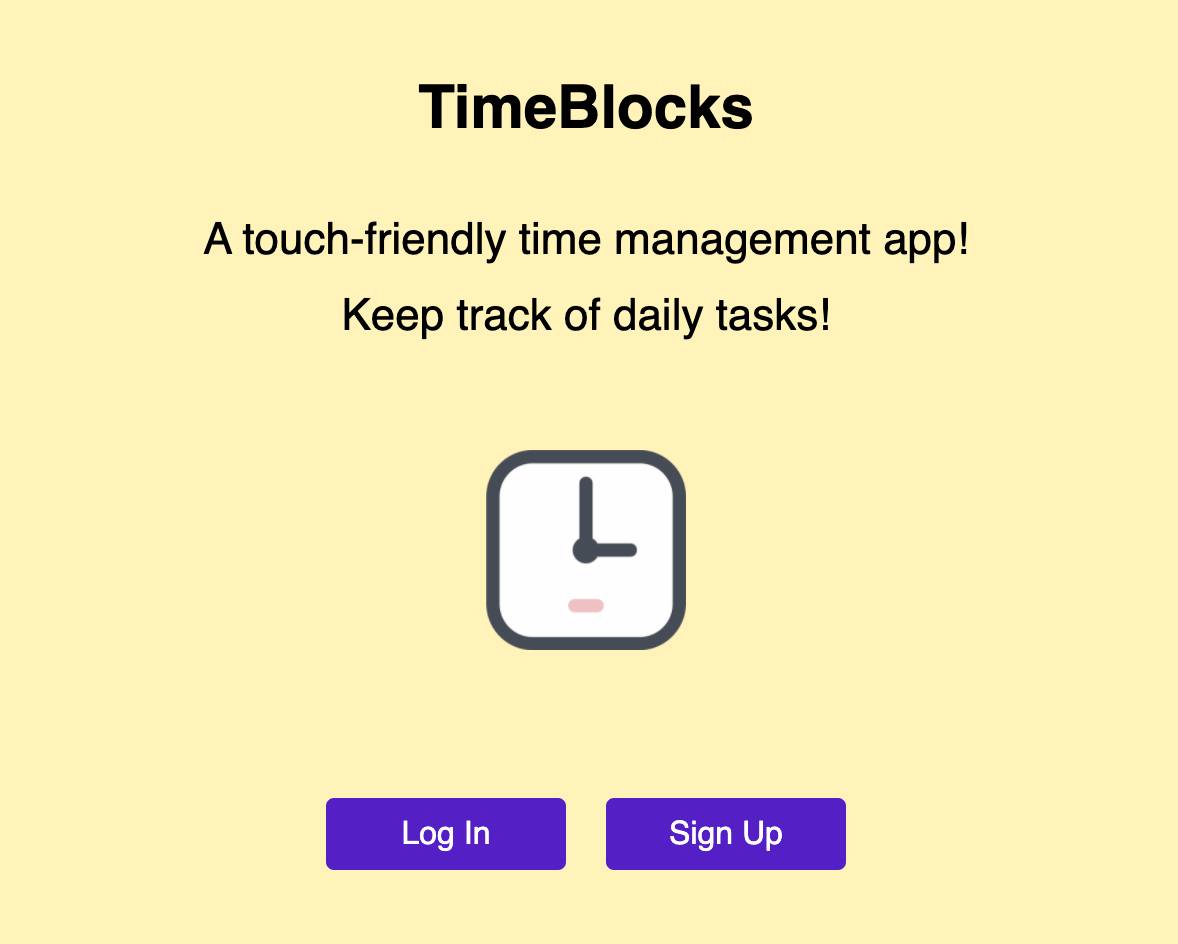 TimeBlocks
A touch-friendly time management app!
Keep track of daily tasks!
Log In
Sign Up